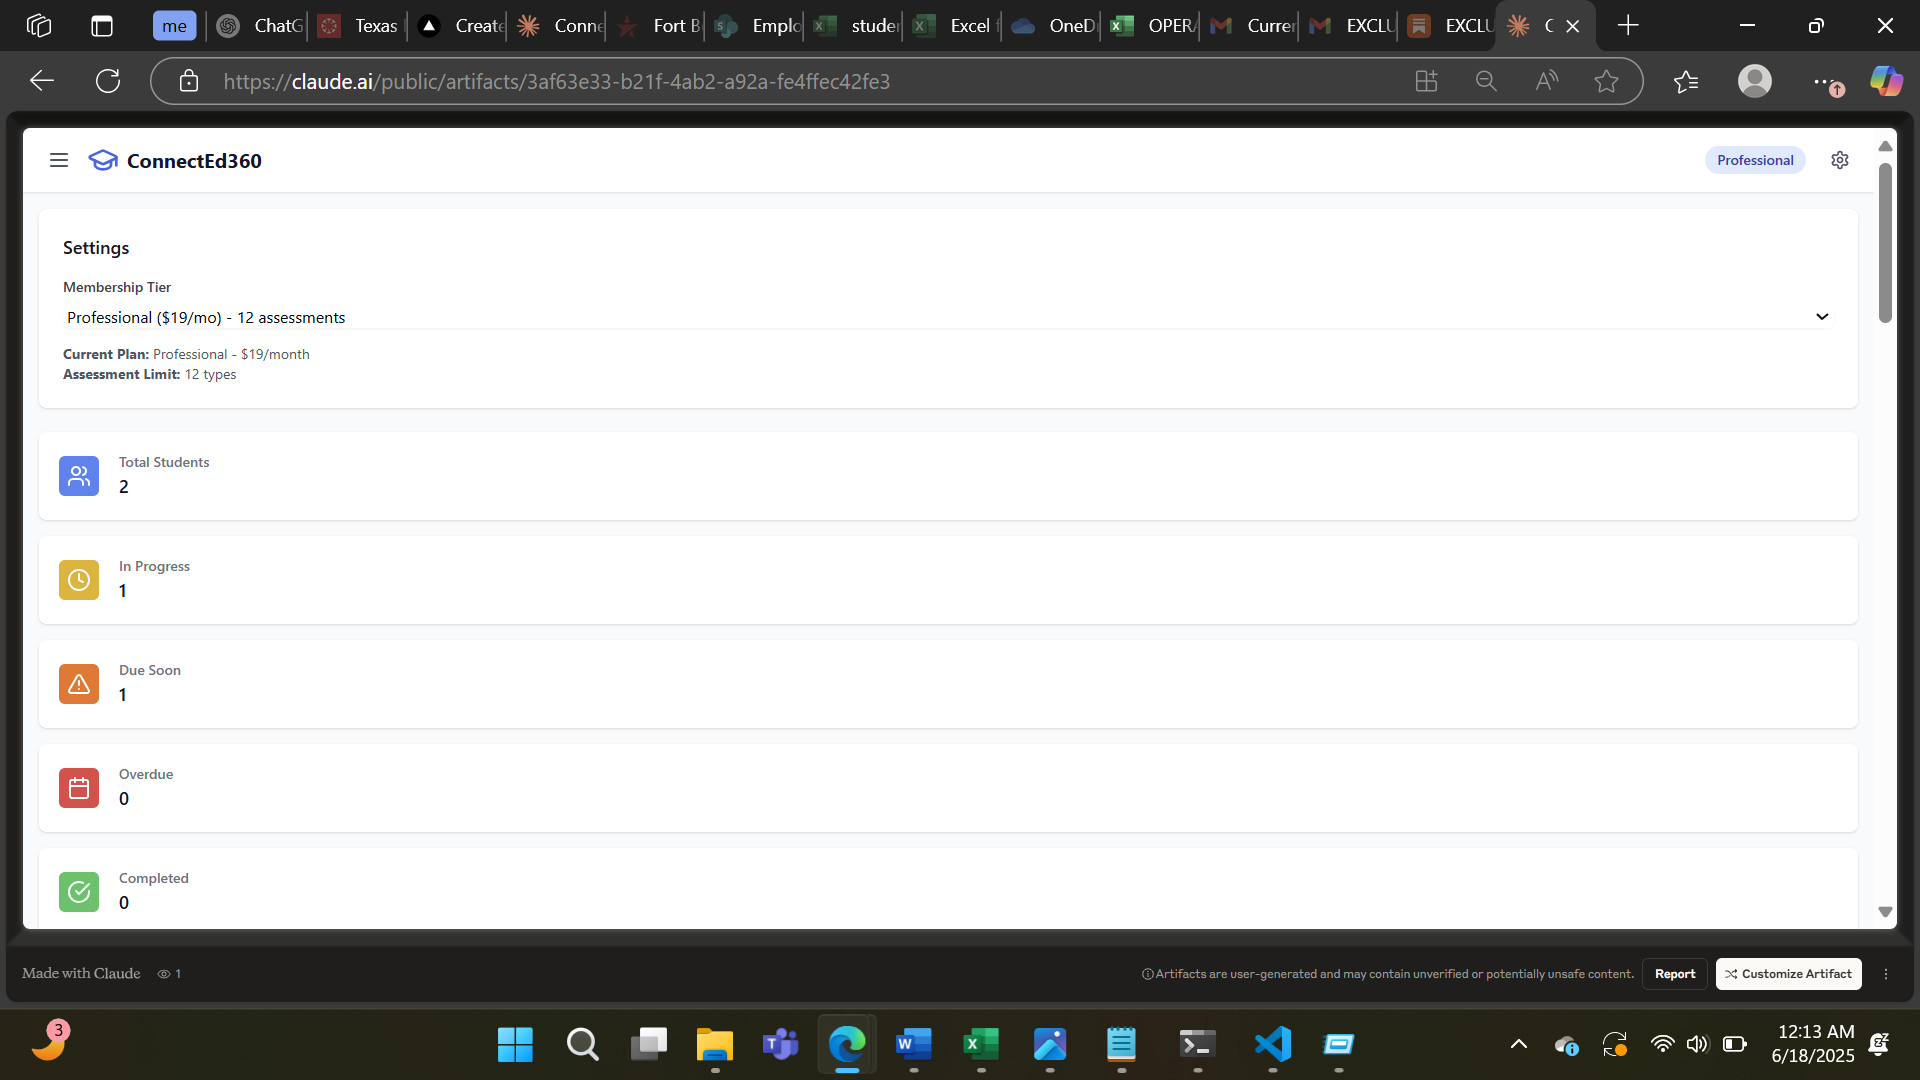 me
ChatG
Texas
Create
Conne
Fort B
Emplo
studer
Excel f
OneD
OPER
Currer
EXCLU
EXCLU
https://claude.ai/public/artifacts/3af63e33-b21f-4ab2-a92a-fe4ffec42fe3
ConnectEd360
Professional
Settings
Membership Tier
Professional ($19/mo) - 12 assessments
Current Plan: Professional - $19/month
Assessment Limit: 12 types
Total Students
2
In Progress
1
Due Soon
1
Overdue
0
Completed
0
Made with Claude
1
Artifacts are user-generated and may contain unverified or potentially unsafe content.
Report
Customize Artifact
3
12:13 AM
6/18/2025